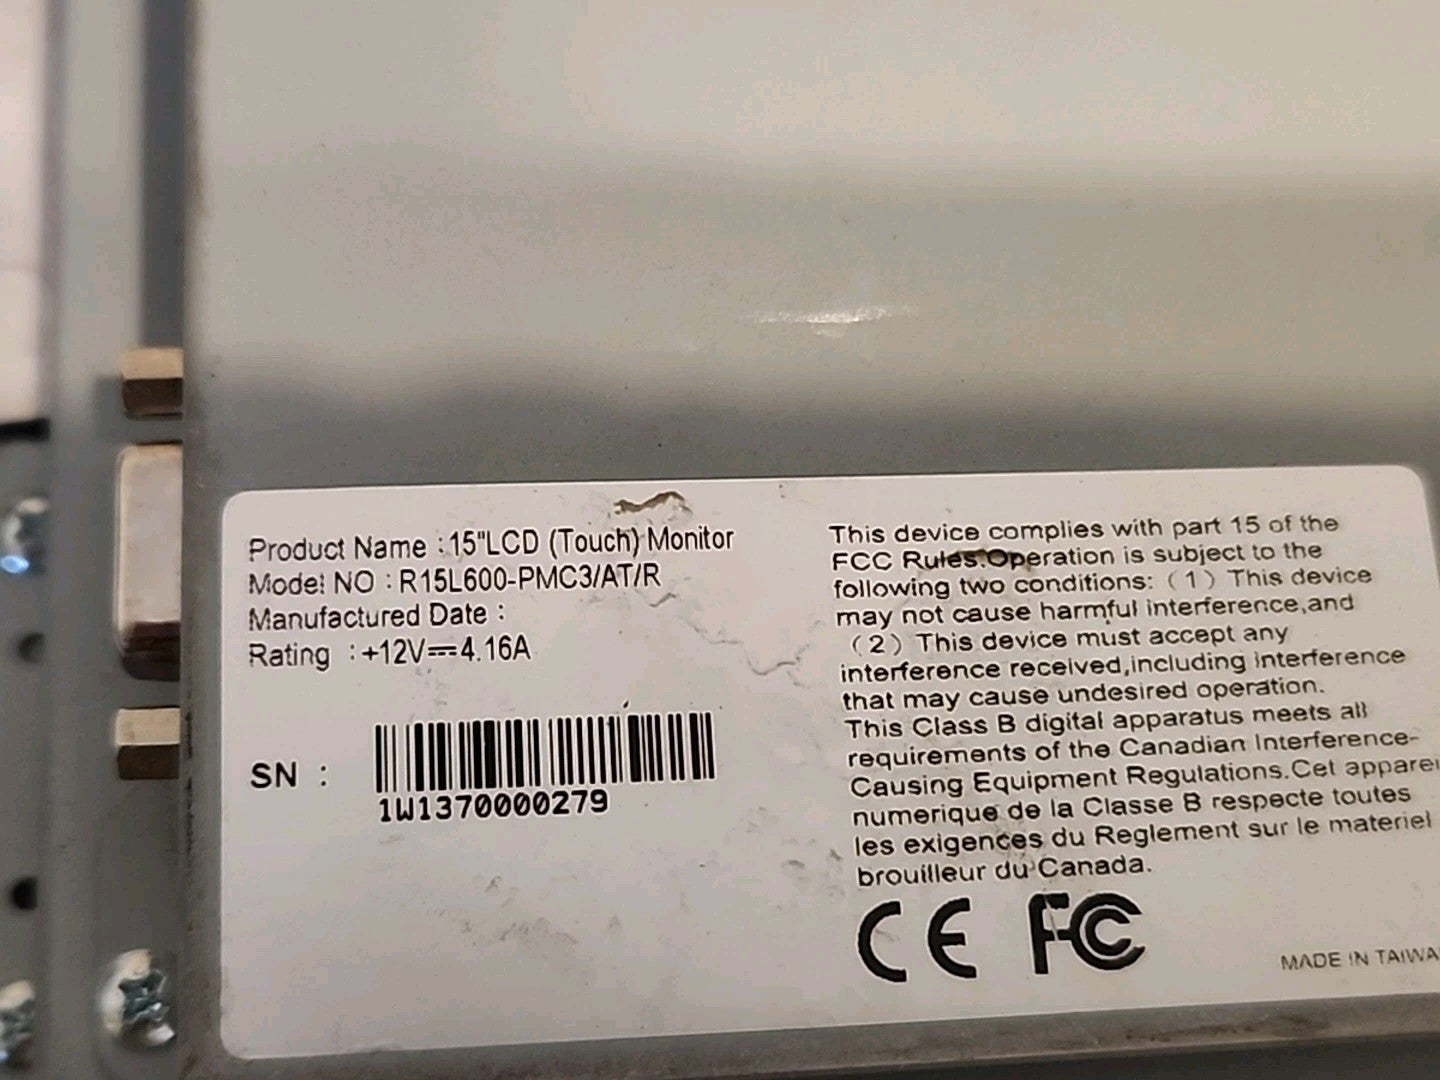 Product Name : 15"LCD (Touch) Monitor
Model NO : R15L600-PMC3/AT/R
Manufactured Date :
Rating : +12V⎓4.16A
SN :
1W1370000279
This device complies with part 15 of the
FCC Rules.Operation is subject to the
following two conditions: (1) This device
may not cause harmful interference,and
(2) This device must accept any
interference received,including interference
that may cause undesired operation.
This Class B digital apparatus meets all
requirements of the Canadian Interference-
Causing Equipment Regulations.Cet apparei
numerique de la Classe B respecte toutes
les exigences du Reglement sur le materiel
brouilleur du Canada.
CE FC
MADE IN TAIWA